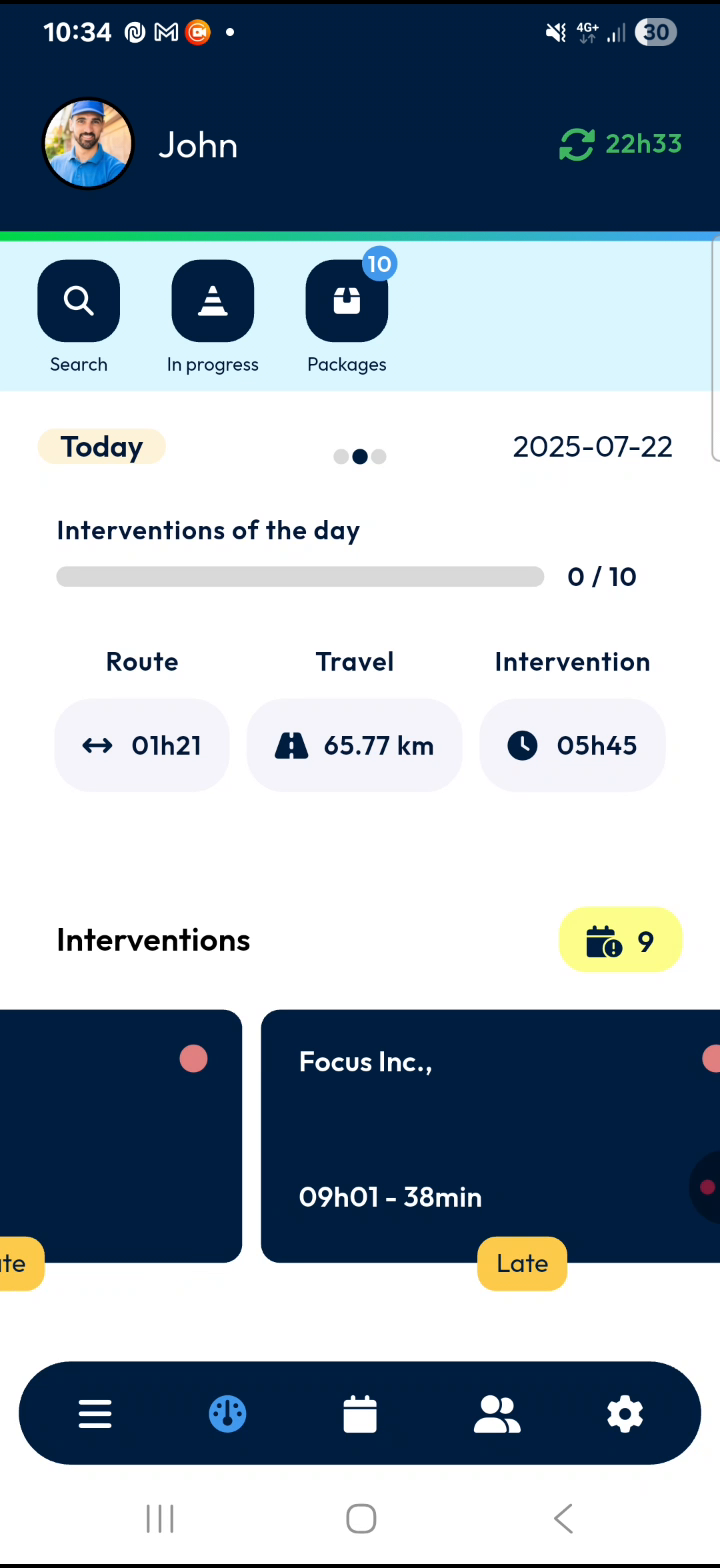 10:34 4G+ 30
John 22h33
10
Search In progress Packages
Today 2025-07-22
Interventions of the day
0 / 10
Route Travel Intervention
01h21 65.77 km 05h45
Interventions 9
Focus Inc.,
09h01 - 38min
Late